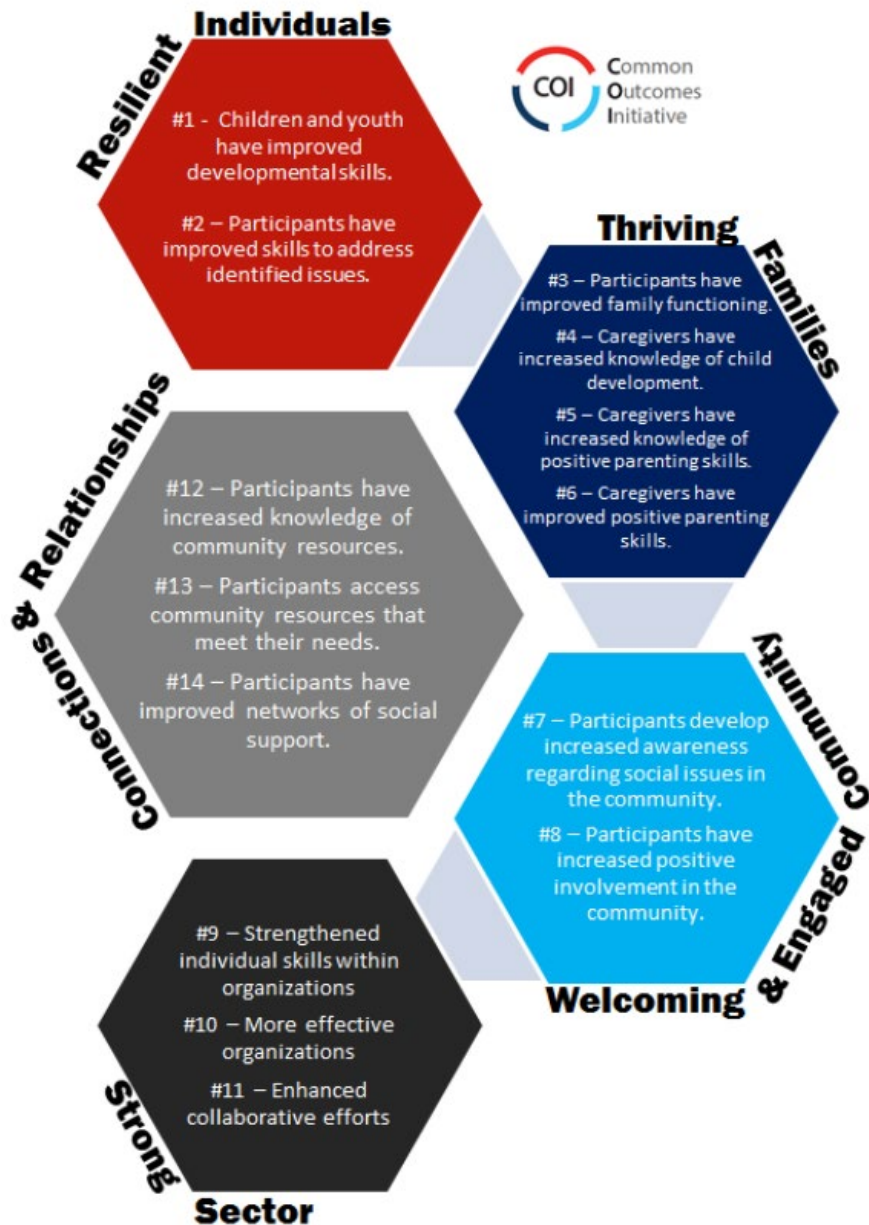 Resilient
Individuals
COI
Common
Outcomes
Initiative
#1 - Children and youth
have improved
developmental skills.
#2 – Participants have
improved skills to address
identified issues.
Thriving
Families
#3 – Participants have
improved family functioning.
#4 – Caregivers have
increased knowledge of child
development.
#5 – Caregivers have
increased knowledge of
positive parenting skills.
#6 – Caregivers have
improved positive parenting
skills.
Connections & Relationships
#12 – Participants have
increased knowledge of
community resources.
#13 – Participants access
community resources that
meet their needs.
#14 – Participants have
improved networks of social
support.
Welcoming
& Engaged
Community
#7 – Participants develop
increased awareness
regarding social issues in
the community.
#8 – Participants have
increased positive
involvement in the
community.
Strong
Sector
#9 – Strengthened
individual skills within
organizations
#10 – More effective
organizations
#11 – Enhanced
collaborative efforts